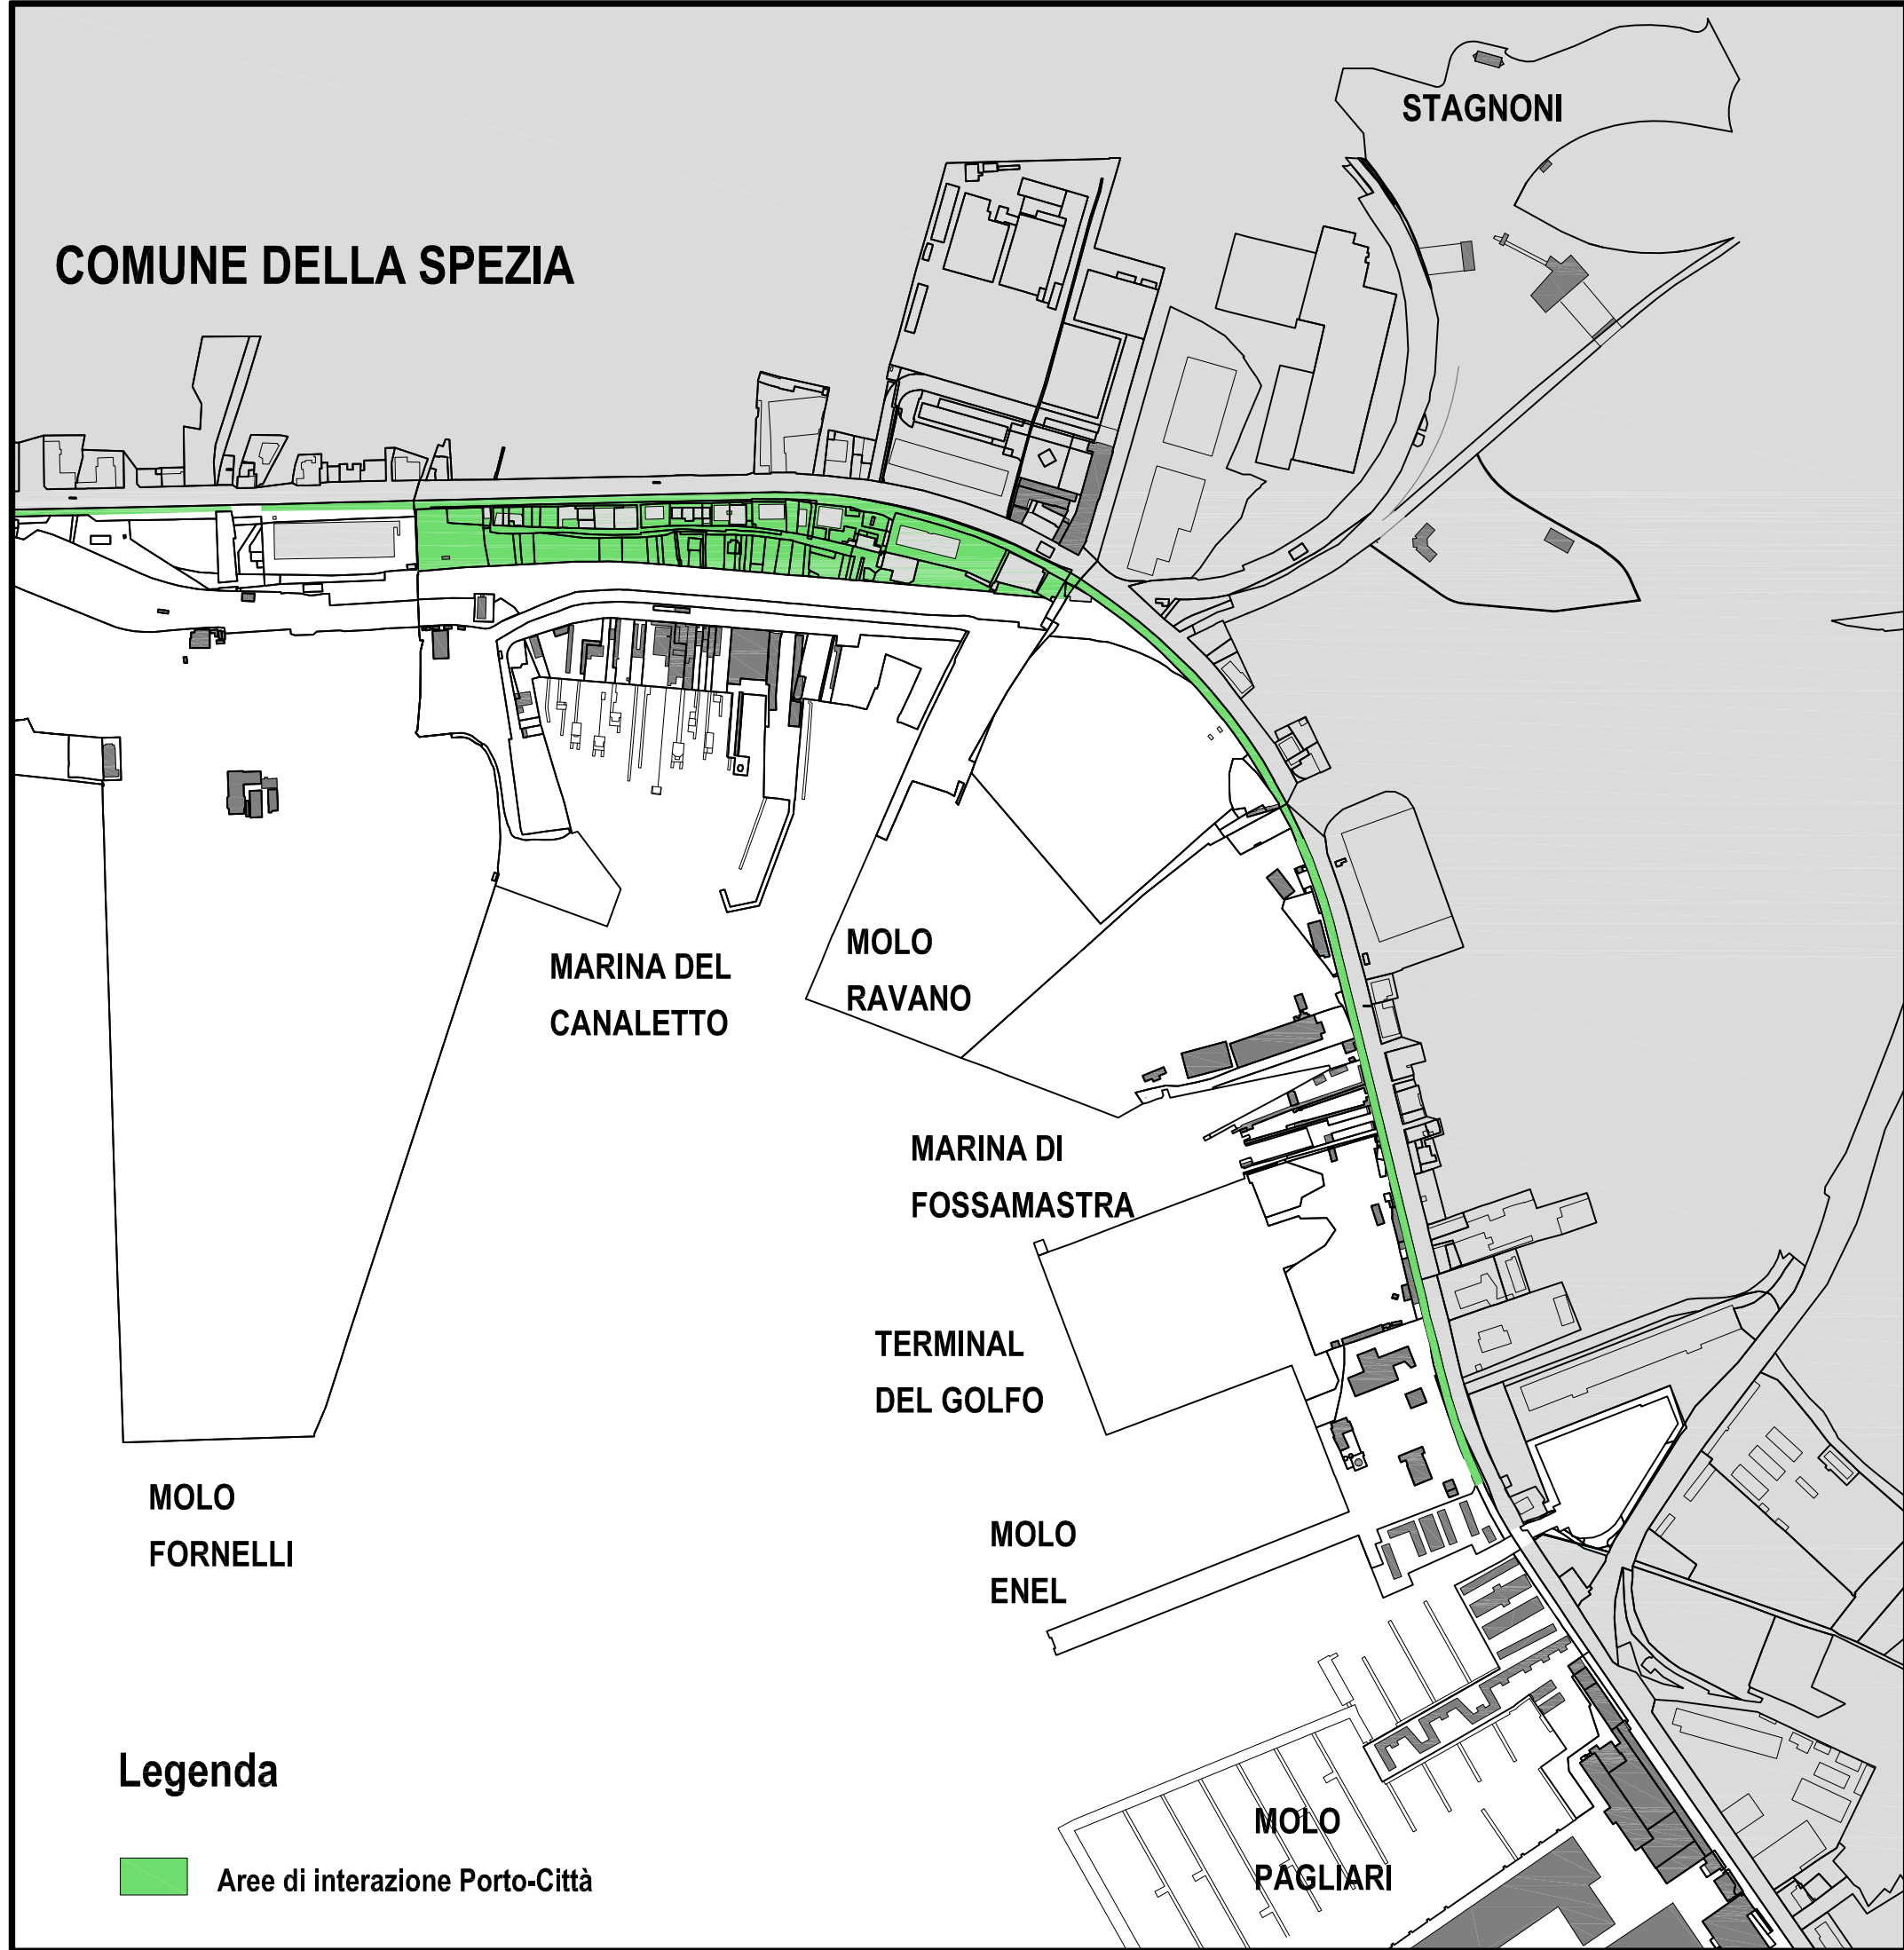 STAGNONI
COMUNE DELLA SPEZIA
MOLO
RAVANO
MARINA DEL
CANALETTO
MARINA DI
FOSSAMASTRA
TERMINAL
DEL GOLFO
MOLO
FORNELLI
MOLO
ENEL
Legenda
MOLO
PAGLIARI
Aree di interazione Porto-Città